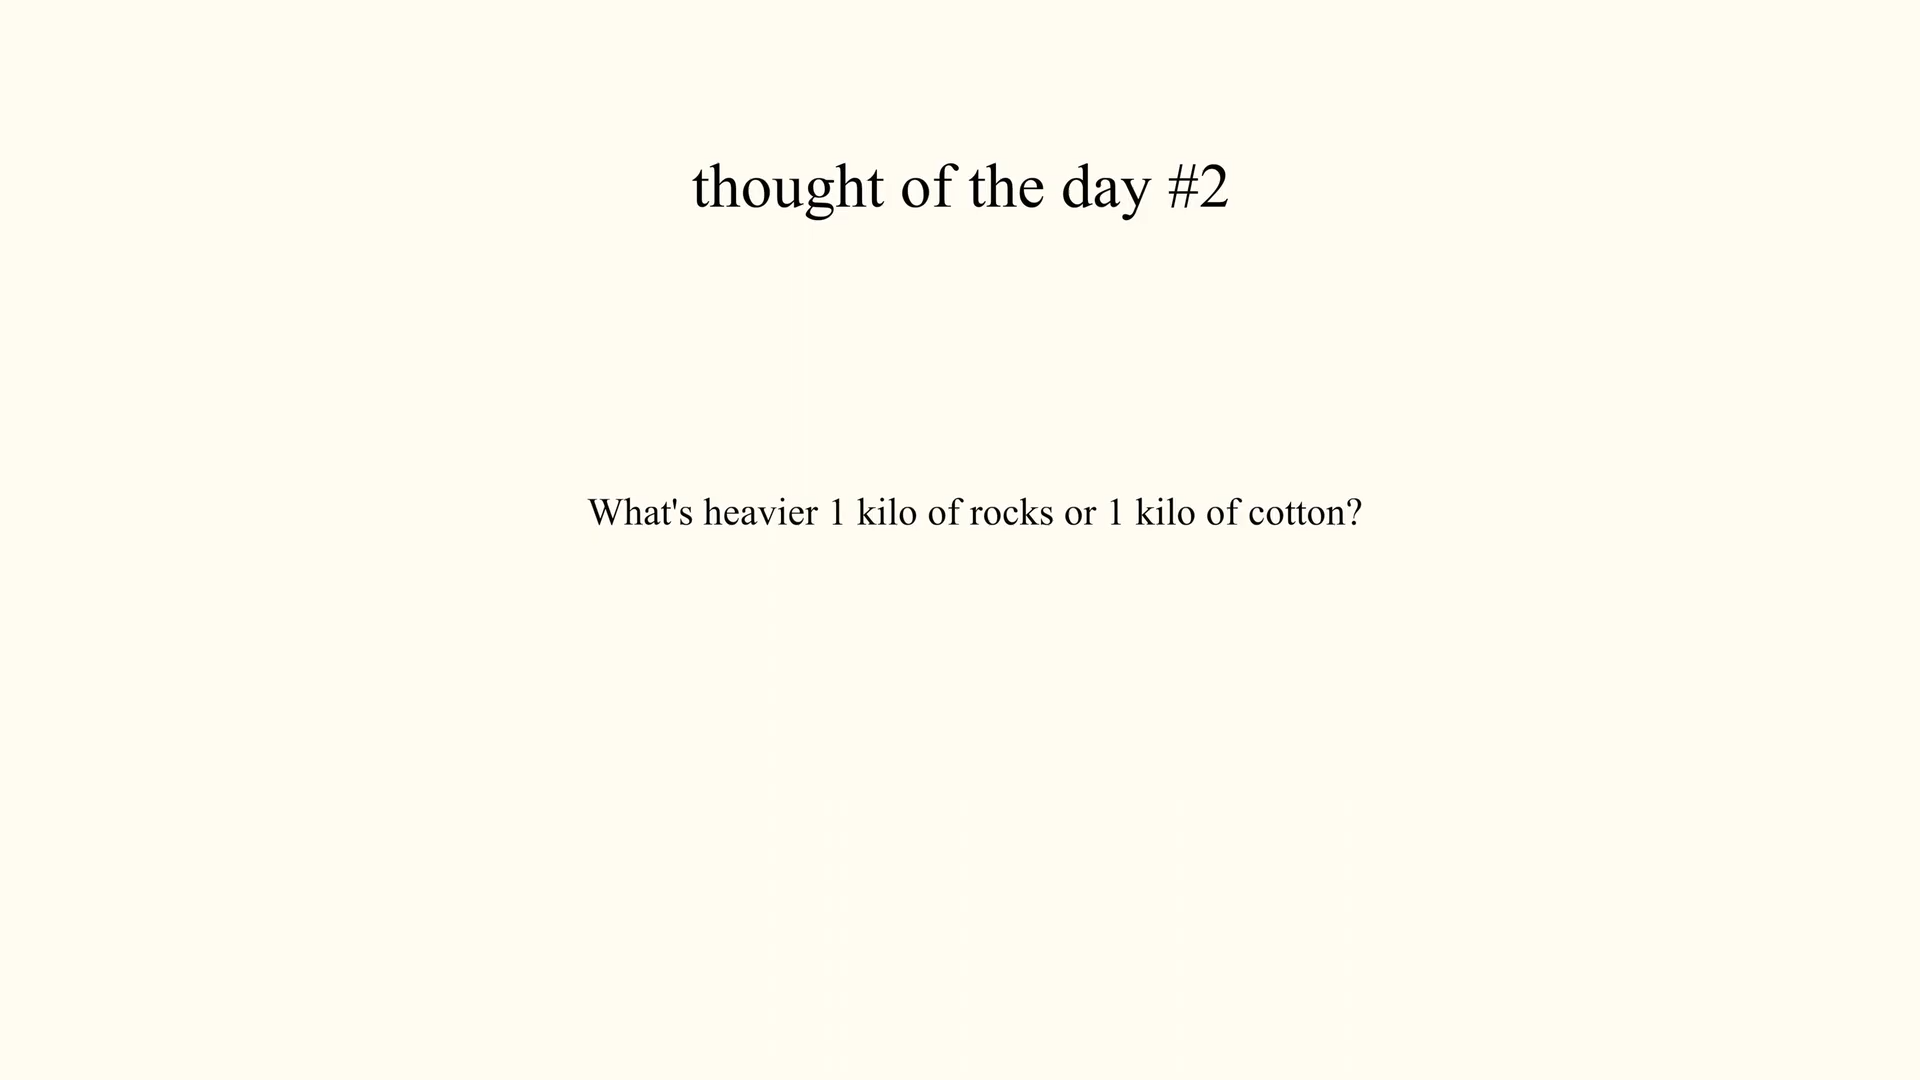 thought of the day #2
What's heavier 1 kilo of rocks or 1 kilo of cotton?